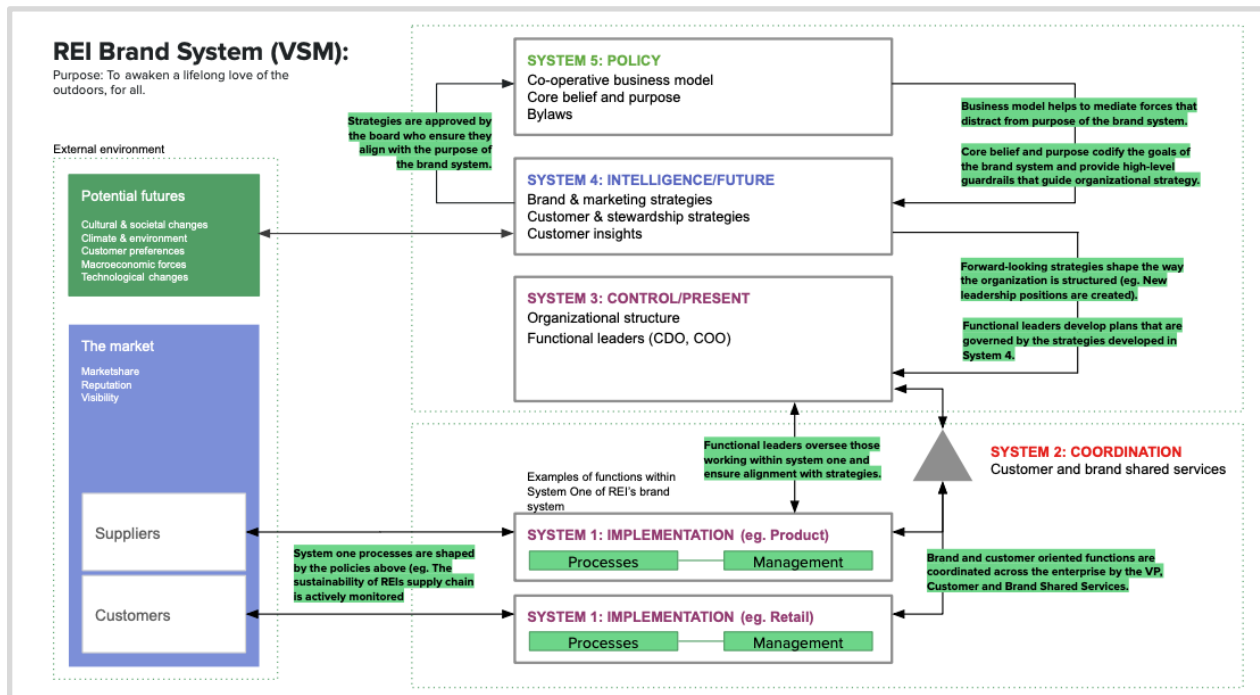 REI Brand System (VSM):
Purpose: To awaken a lifelong love of the
outdoors, for all.
External environment
Potential futures
Cultural & societal changes
Climate & environment
Customer preferences
Macroeconomic forces
Technological changes
The market
Marketshare
Reputation
Visibility
Suppliers
Customers
Strategies are approved by
the board who ensure they
align with the purpose of
the brand system.
SYSTEM 5: POLICY
Co-operative business model
Core belief and purpose
Bylaws
Business model helps to mediate forces that
distract from purpose of the brand system.
Core belief and purpose codify the goals of
the brand system and provide high-level
guardrails that guide organizational strategy.
SYSTEM 4: INTELLIGENCE/FUTURE
Brand & marketing strategies
Customer & stewardship strategies
Customer insights
Forward-looking strategies shape the way
the organization is structured (eg. New
leadership positions are created).
Functional leaders develop plans that are
governed by the strategies developed in
System 4.
SYSTEM 3: CONTROL/PRESENT
Organizational structure
Functional leaders (CDO, COO)
Functional leaders oversee those
working within system one and
ensure alignment with strategies.
SYSTEM 2: COORDINATION
Customer and brand shared services
Examples of functions within
System One of REI's brand
system
SYSTEM 1: IMPLEMENTATION (eg. Product)
Processes
Management
System one processes are shaped
by the policies above (eg. The
sustainability of REIs supply chain
is actively monitored
Brand and customer oriented functions are
coordinated across the enterprise by the VP,
Customer and Brand Shared Services.
SYSTEM 1: IMPLEMENTATION (eg. Retail)
Processes
Management